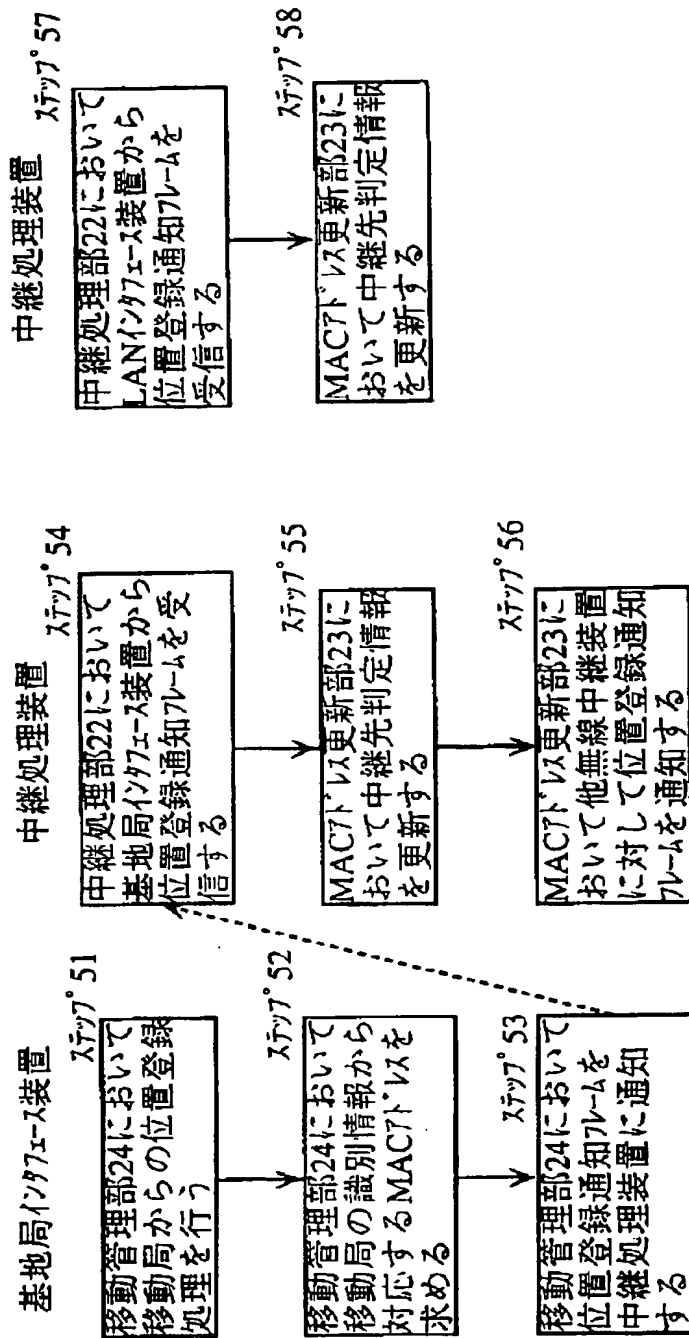 基地局インタフェース装置
ステップ51
移動管理部24において
移動局からの位置登録
処理を行う
ステップ52
移動管理部24において
移動局の識別情報から
対応するMACアドレスを
求める
ステップ53
移動管理部24において
位置登録通知フレームを
中継処理装置に通知
する
中継処理装置
ステップ54
中継処理部22において
基地局インタフェース装置から
位置登録通知フレームを受
信する
ステップ55
MACアドレス更新部23に
おいて中継先判定情報
を更新する
ステップ56
MACアドレス更新部23に
おいて他無線中継装置
に対して位置登録通知
フレームを通知する
中継処理装置
ステップ57
中継処理部22において
LANインタフェース装置から
位置登録通知フレームを
受信する
ステップ58
MACアドレス更新部23に
おいて中継先判定情報
を更新する